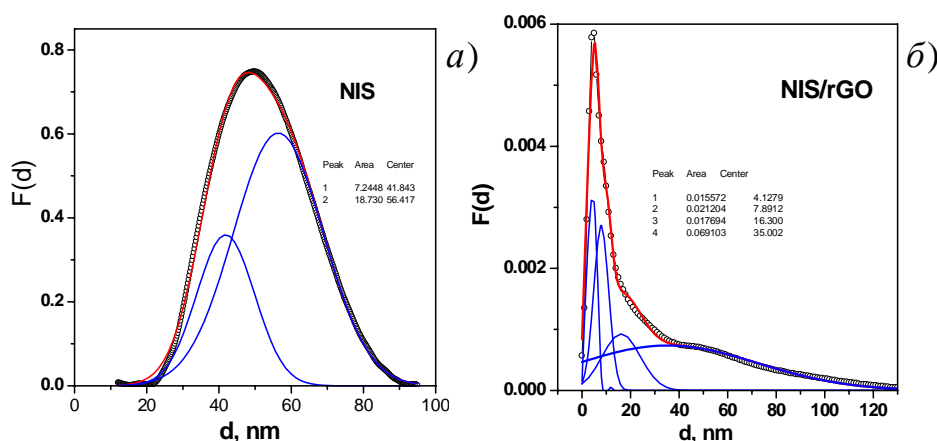 а)
NIS
F(d)
0.8
0.6
0.4
0.2
0.0
Peak Area Center
1 7.2448 41.843
2 18.730 56.417
0 20 40 60 80 100
d, nm
б)
NIS/rGO
F(d)
0.006
0.004
0.002
0.000
Peak Area Center
1 0.015572 4.1279
2 0.021204 7.8912
3 0.017694 16.300
4 0.069103 35.002
0 20 40 60 80 100 120
d, nm